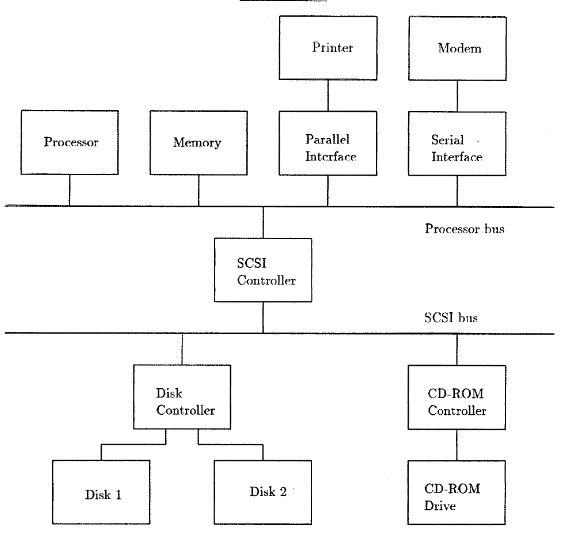 Printer
Modem
Processor
Memory
Parallel
Interface
Serial
Interface
Processor bus
SCSI
Controller
SCSI bus
Disk
Controller
CD-ROM
Controller
Disk 1
Disk 2
CD-ROM
Drive